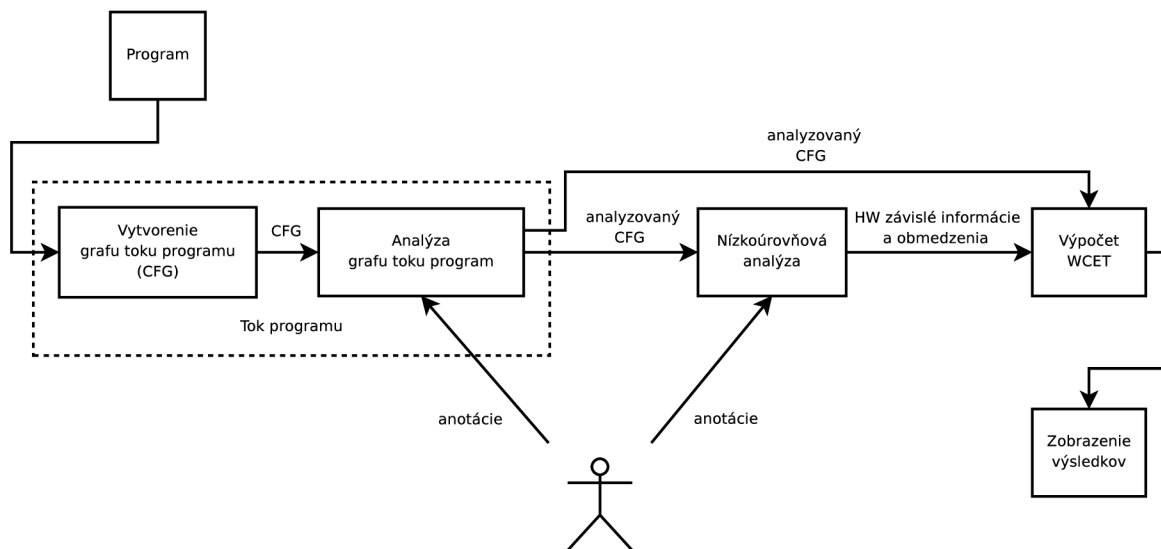 Program
analyzovaný
CFG
Vytvorenie
grafu toku programu
(CFG)
CFG
Analýza
grafu toku program
analyzovaný
CFG
Nízkoúrovňová
analýza
HW závislé informácie
a obmedzenia
Výpočet
WCET
Tok programu
anotácie
anotácie
Zobrazenie
výsledkov